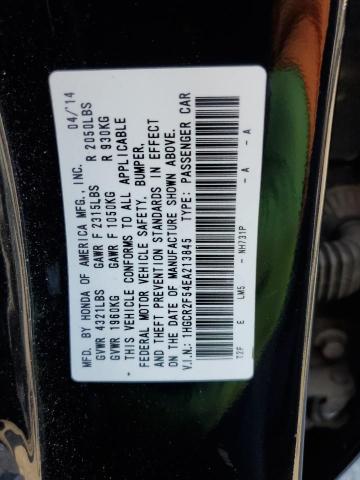 MFD. BY HONDA OF AMERICA MFG., INC. 04/14
GVWR 4321LBS GAWR F 2315LBS R 2050LBS
GVWR 1960KG GAWR F 1050KG R 930KG
* THIS VEHICLE CONFORMS TO ALL APPLICABLE
FEDERAL MOTOR VEHICLE SAFETY, BUMPER,
AND THEFT PREVENTION STANDARDS IN EFFECT
ON THE DATE OF MANUFACTURE SHOWN ABOVE.
V.I.N.: 1HGCR2F54EA213845 TYPE: PASSENGER CAR
T2F E LM5 - NH731P - A - A